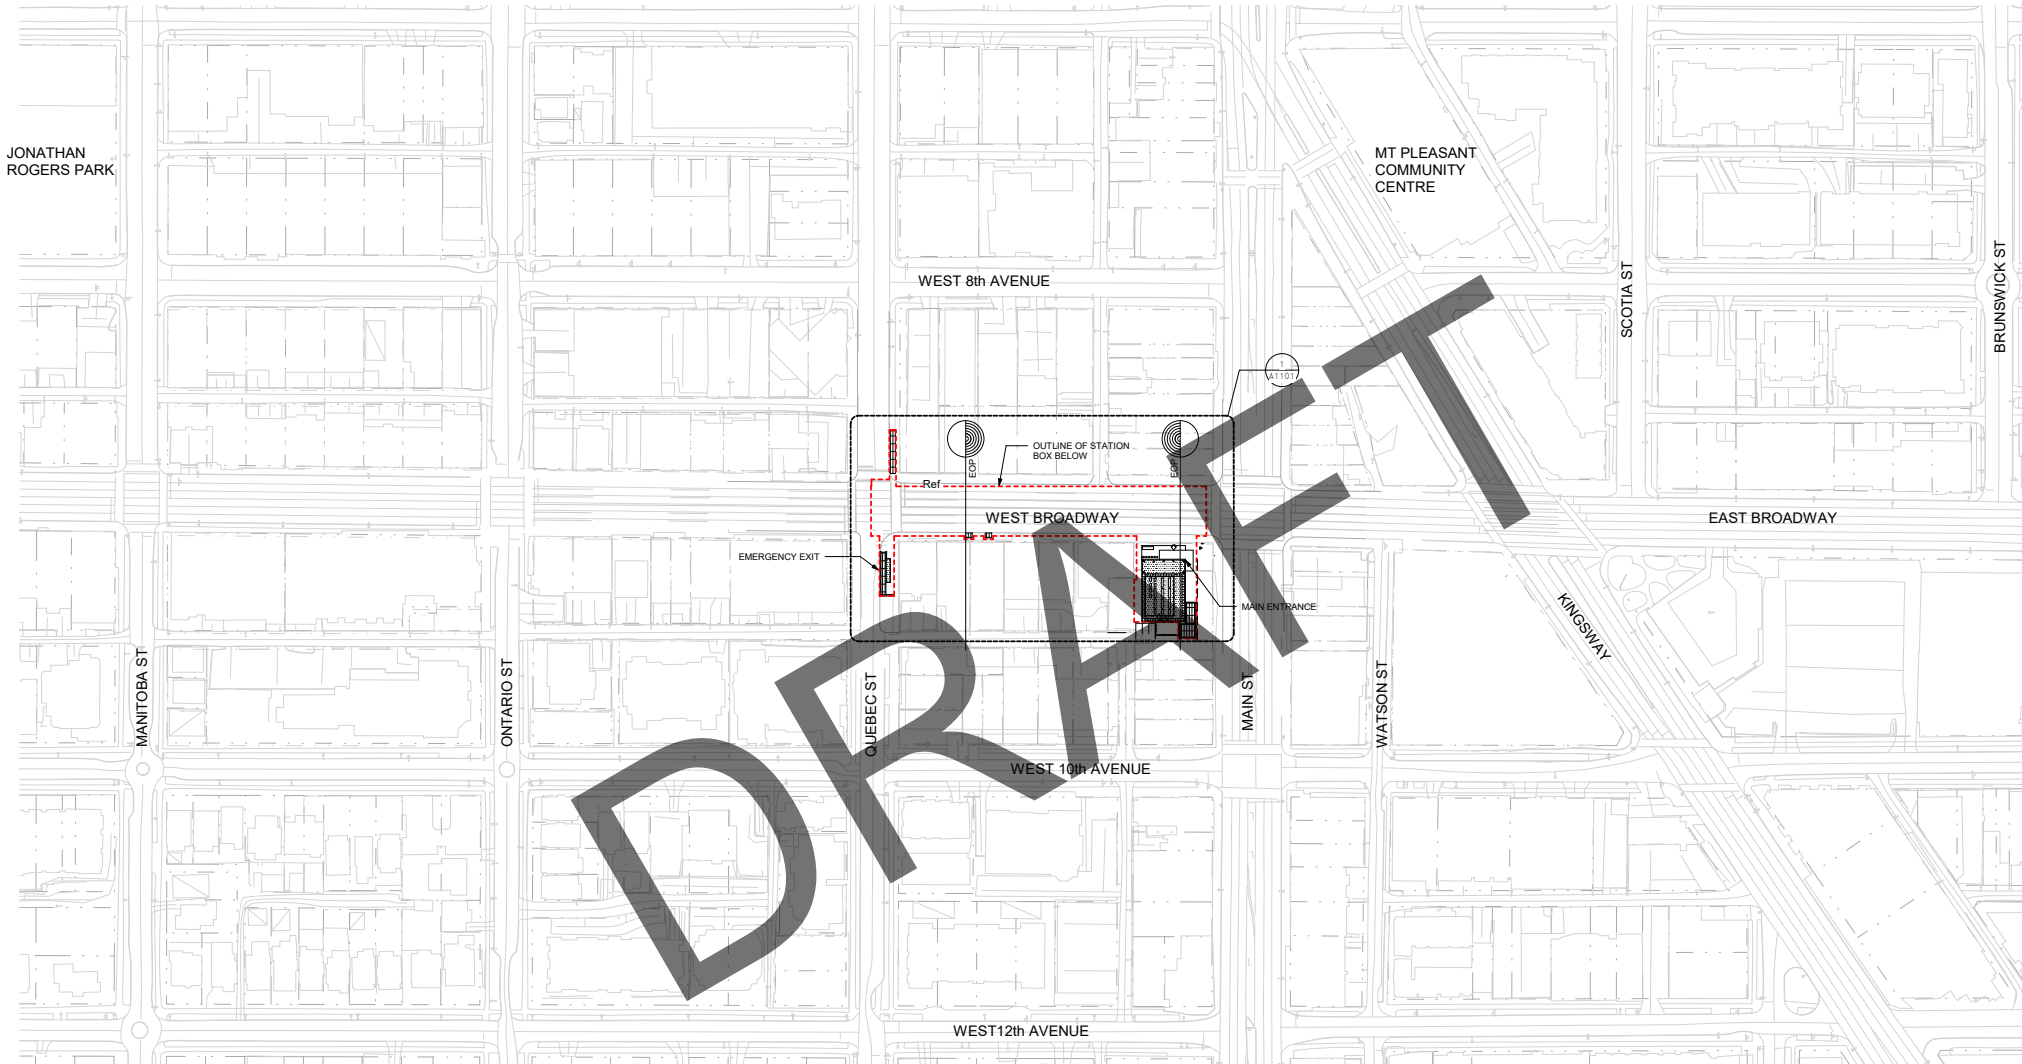 JONATHAN
ROGERS PARK
MT PLEASANT
COMMUNITY
CENTRE
WEST 8th AVENUE
SCOTIA ST
BRUNSWICK ST
1
A1101
OUTLINE OF STATION
BOX BELOW
EOP
EOP
Ref
WEST BROADWAY
EAST BROADWAY
EMERGENCY EXIT
MAIN ENTRANCE
KINGSWAY
MANITOBA ST
ONTARIO ST
QUEBEC ST
MAIN ST
WATSON ST
WEST 10th AVENUE
WEST12th AVENUE
DRAFT